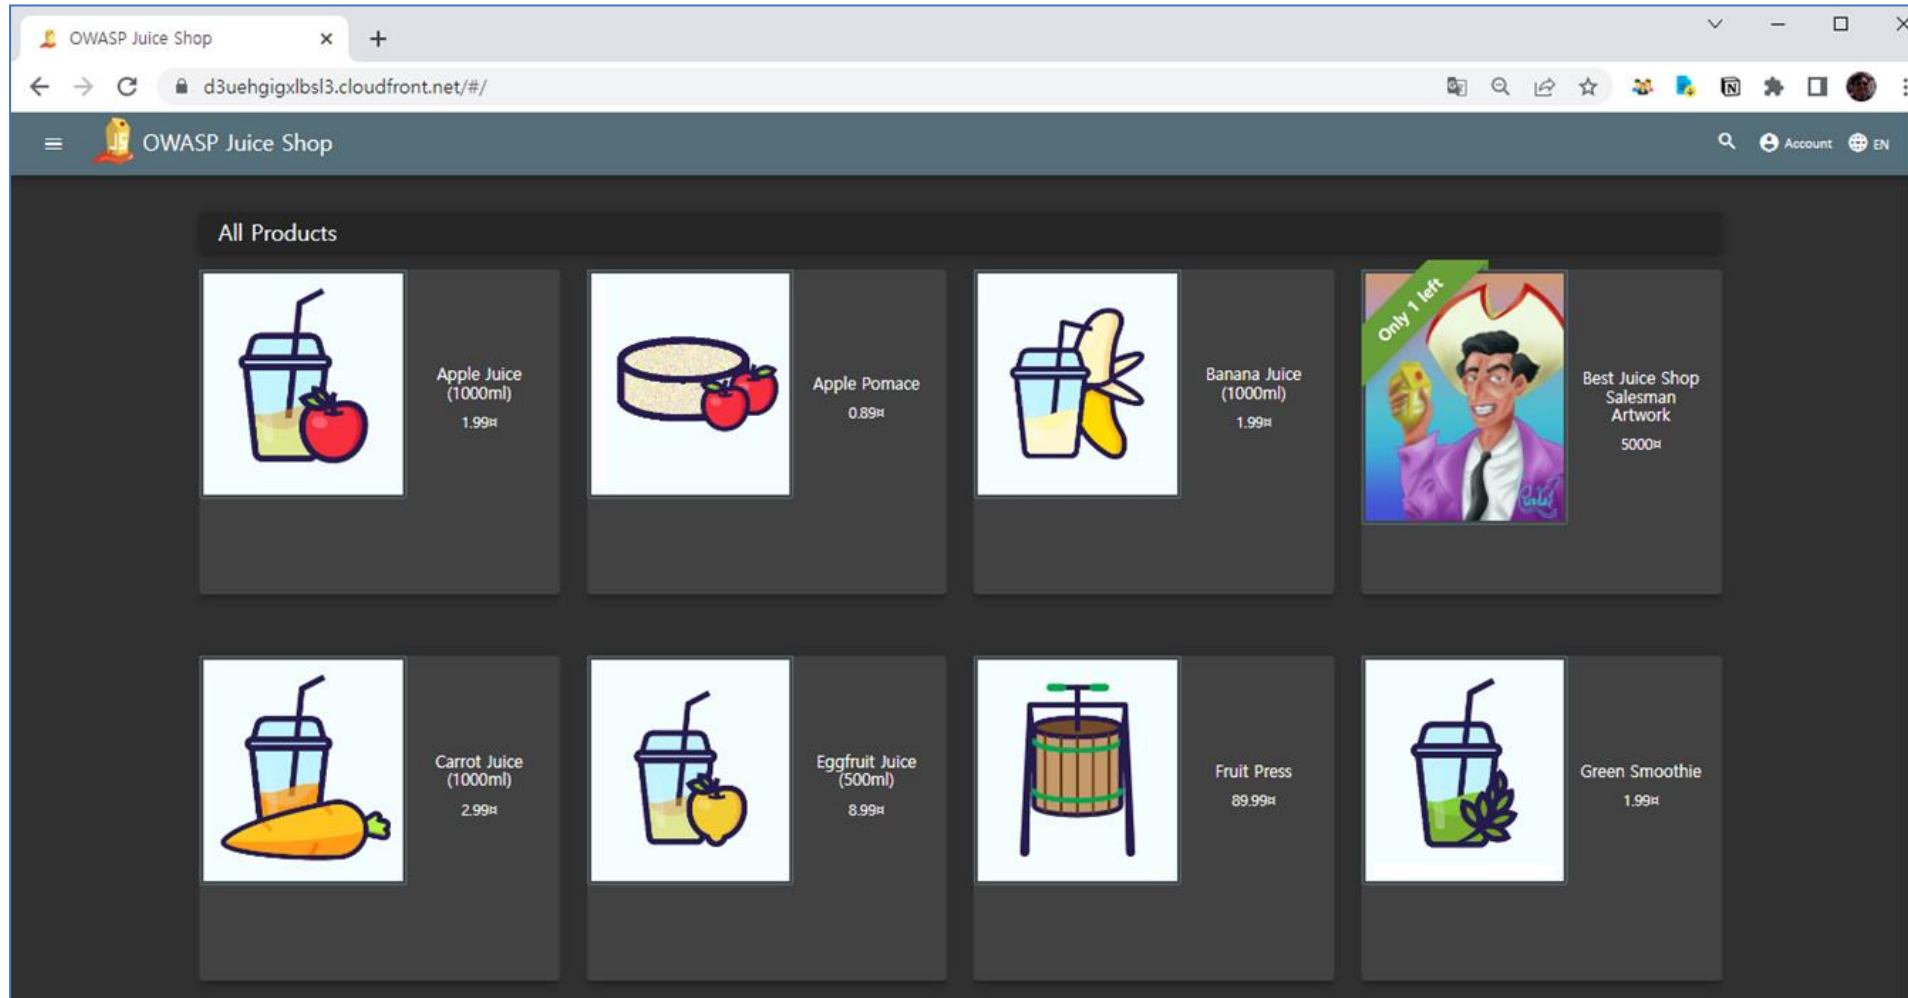 OWASP Juice Shop
d3uehgigxlbsl3.cloudfront.net/#/
OWASP Juice Shop
Account
EN
All Products
Apple Juice
(1000ml)
1.99¤
Apple Pomace
0.89¤
Banana Juice
(1000ml)
1.99¤
Only 1 left
Best Juice Shop
Salesman
Artwork
5000¤
Carrot Juice
(1000ml)
2.99¤
Eggfruit Juice
(500ml)
8.99¤
Fruit Press
89.99¤
Green Smoothie
1.99¤